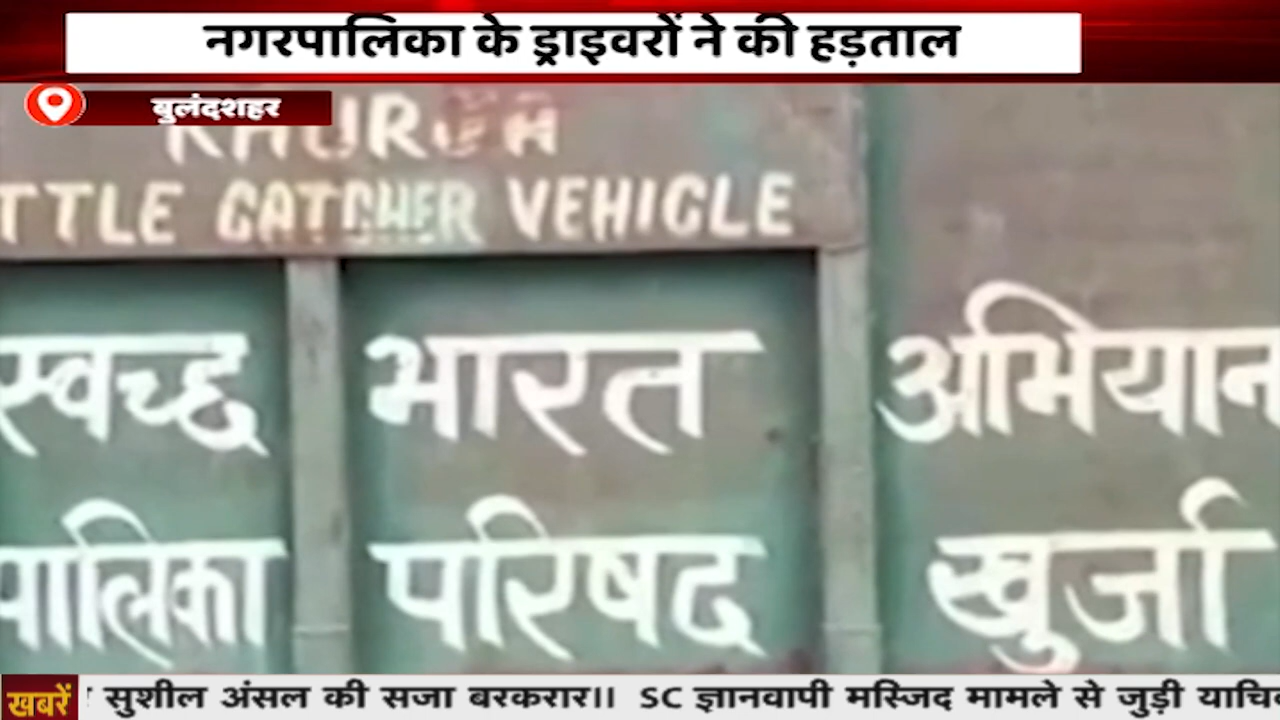 नगरपालिका के ड्राइवरों ने की हड़ताल
बुलंदशहर
KHURJA
TTLE CATCHER VEHICLE
स्वच्छ भारत अभियान
पालिका परिषद खुर्जा
खबरें सुशील अंसल की सजा बरकरार।। SC ज्ञानवापी मस्जिद मामले से जुड़ी याचि